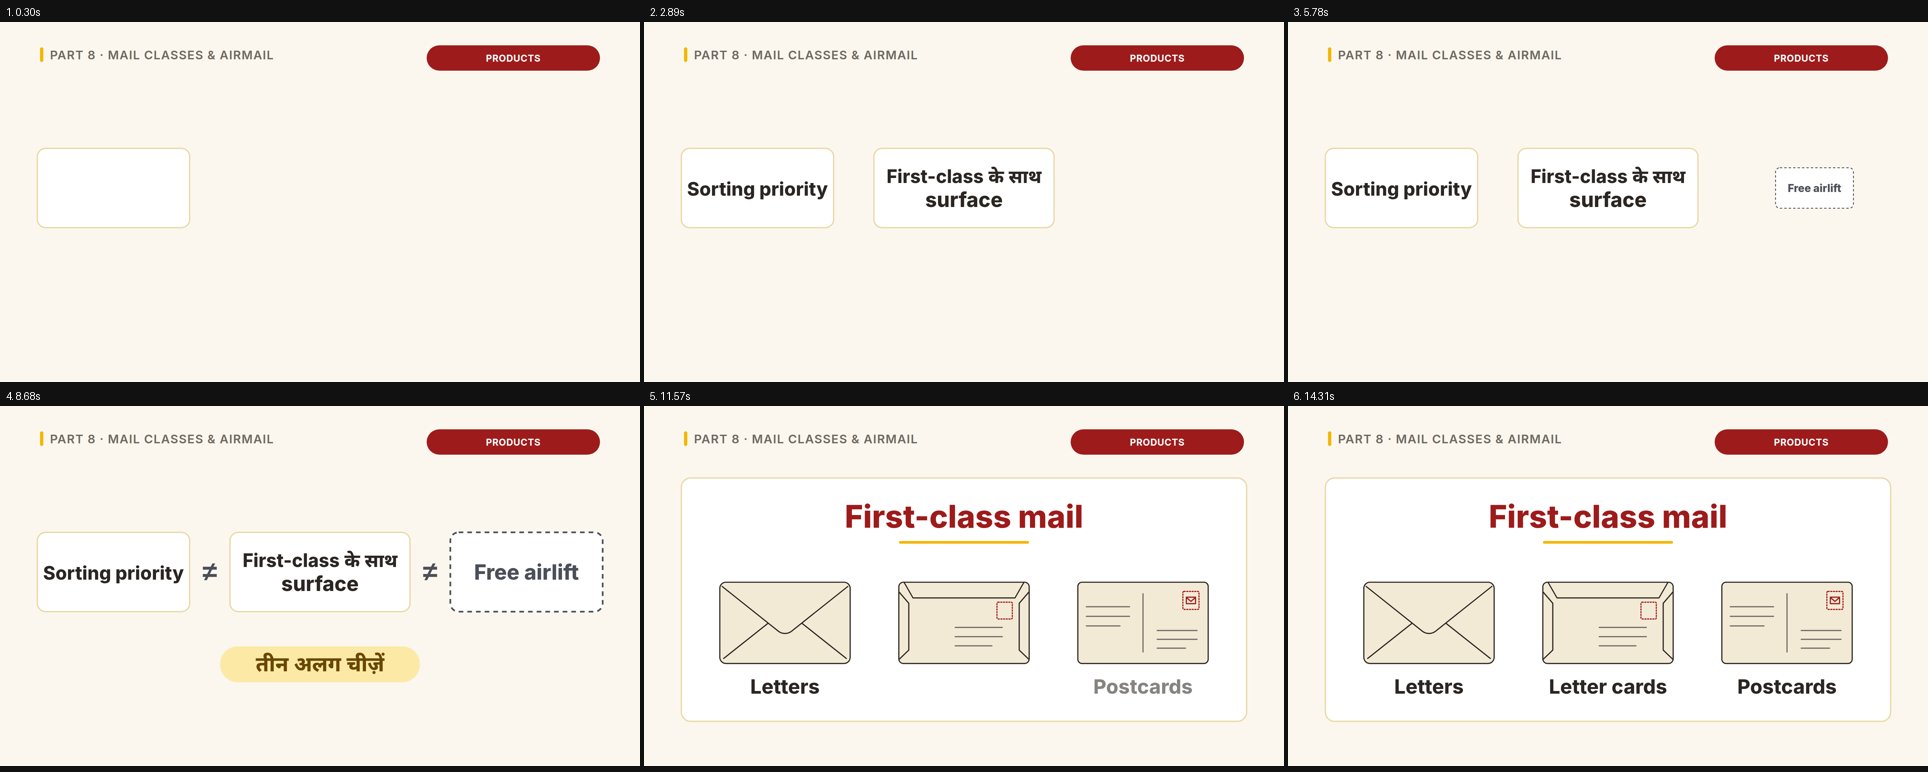 1. 0.30s
PART 8 · MAIL CLASSES & AIRMAIL
PRODUCTS
2. 2.89s
PART 8 · MAIL CLASSES & AIRMAIL
PRODUCTS
Sorting priority
First-class के साथ
surface
3. 5.78s
PART 8 · MAIL CLASSES & AIRMAIL
PRODUCTS
Sorting priority
First-class के साथ
surface
Free airlift
4. 8.68s
PART 8 · MAIL CLASSES & AIRMAIL
PRODUCTS
Sorting priority
≠
First-class के साथ
surface
≠
Free airlift
तीन अलग चीज़ें
5. 11.57s
PART 8 · MAIL CLASSES & AIRMAIL
PRODUCTS
First-class mail
Letters
Postcards
6. 14.31s
PART 8 · MAIL CLASSES & AIRMAIL
PRODUCTS
First-class mail
Letters
Letter cards
Postcards